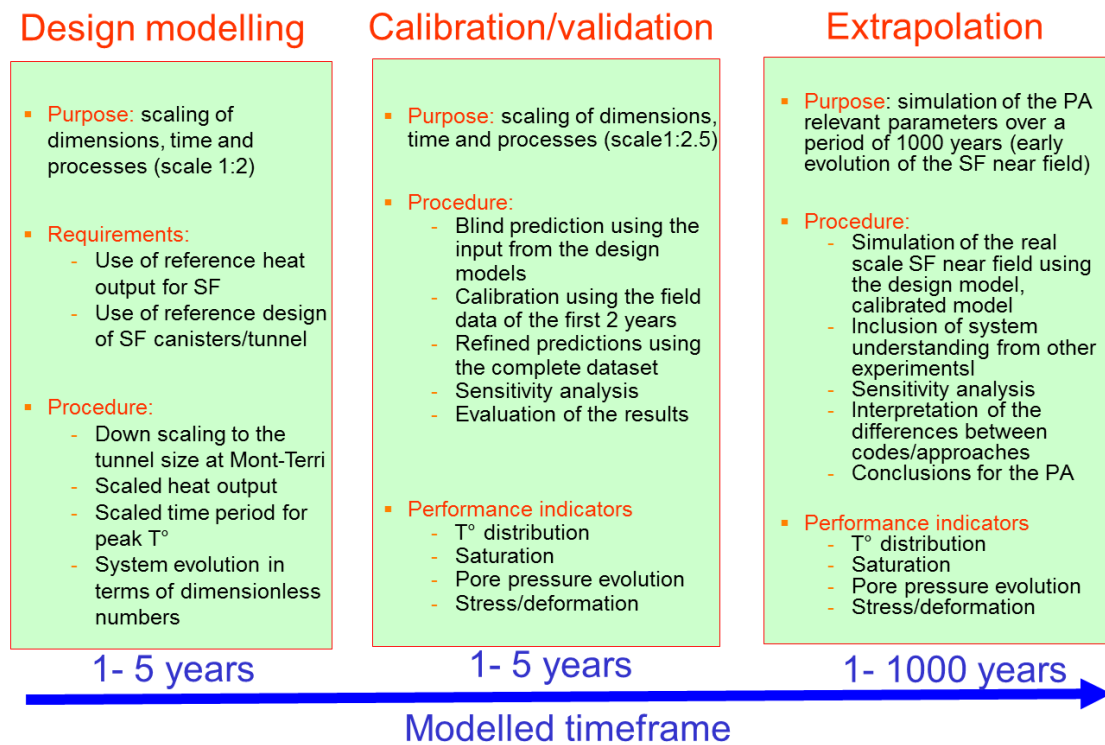 Design modelling
▪ Purpose: scaling of
dimensions, time and
processes (scale 1:2)
▪ Requirements:
- Use of reference heat
output for SF
- Use of reference design
of SF canisters/tunnel
▪ Procedure:
- Down scaling to the
tunnel size at Mont-Terri
- Scaled heat output
- Scaled time period for
peak T°
- System evolution in
terms of dimensionless
numbers
1- 5 years
Calibration/validation
▪ Purpose: scaling of dimensions,
time and processes (scale1:2.5)
▪ Procedure:
- Blind prediction using the
input from the design
models
- Calibration using the field
data of the first 2 years
- Refined predictions using
the complete dataset
- Sensitivity analysis
- Evaluation of the results
▪ Performance indicators
- T° distribution
- Saturation
- Pore pressure evolution
- Stress/deformation
1- 5 years
Extrapolation
▪ Purpose: simulation of the PA
relevant parameters over a
period of 1000 years (early
evolution of the SF near field)
▪ Procedure:
- Simulation of the real
scale SF near field using
the design model,
calibrated model
- Inclusion of system
understanding from other
experimentsl
- Sensitivity analysis
- Interpretation of the
differences between
codes/approaches
- Conclusions for the PA
▪ Performance indicators
- T° distribution
- Saturation
- Pore pressure evolution
- Stress/deformation
1- 1000 years
Modelled timeframe